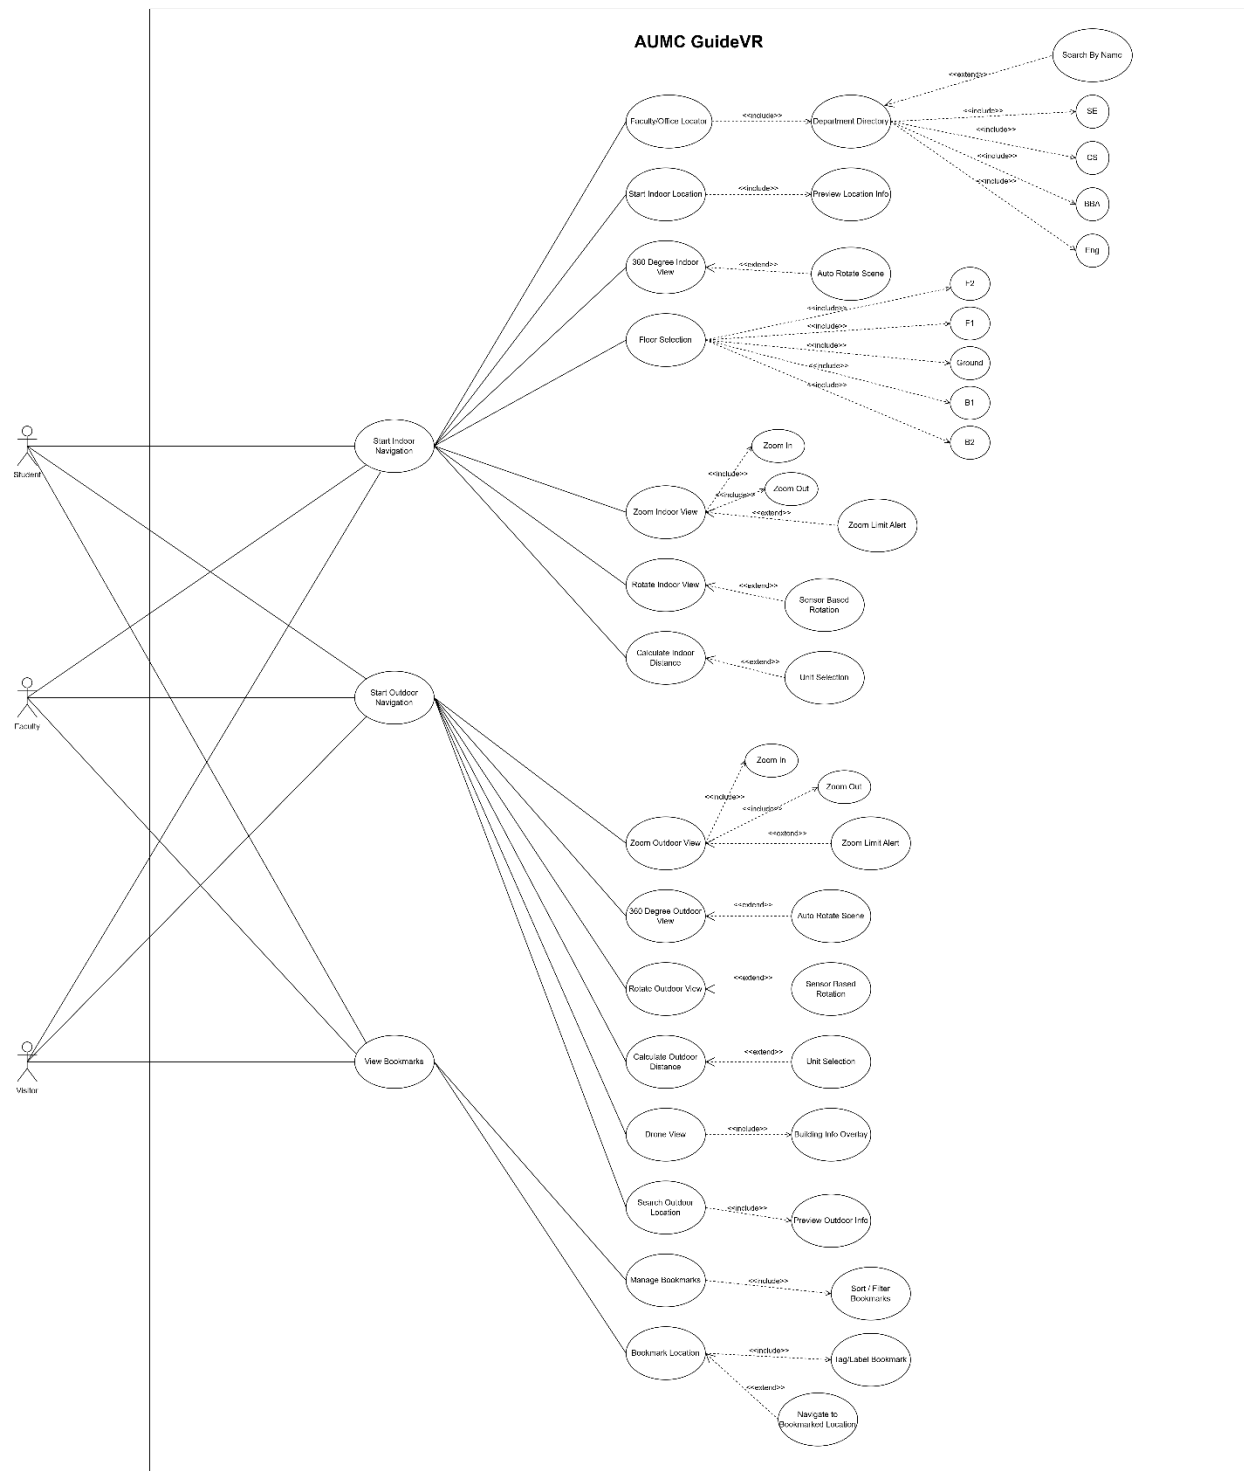 AUMC GuideVR
Search By Name
<<extend>>
Faculty/Office Locator
<<include>>
Department Directory
<<include>>
SE
<<include>>
CS
<<include>>
BBA
<<include>>
Eng
Start Indoor Location
<<include>>
Preview Location Info
360 Degree Indoor
View
<<extend>>
Auto Rotate Scene
Floor Selection
<<include>>
F2
<<include>>
F1
<<include>>
Ground
<<include>>
B1
<<include>>
B2
Student
Start Indoor
Navigation
Zoom Indoor View
<<include>>
Zoom In
<<include>>
Zoom Out
<<extend>>
Zoom Limit Alert
Rotate Indoor View
<<extend>>
Sensor Based
Rotation
Calculate Indoor
Distance
<<extend>>
Unit Selection
Faculty
Start Outdoor
Navigation
Zoom Outdoor View
<<include>>
Zoom In
<<include>>
Zoom Out
<<extend>>
Zoom Limit Alert
360 Degree Outdoor
View
<<extend>>
Auto Rotate Scene
Rotate Outdoor View
<<extend>>
Sensor Based
Rotation
Visitor
View Bookmarks
Calculate Outdoor
Distance
<<extend>>
Unit Selection
Drone View
<<include>>
Building Info Overlay
Search Outdoor
Location
<<include>>
Preview Outdoor Info
Manage Bookmarks
<<include>>
Sort / Filter
Bookmarks
Bookmark Location
<<include>>
Tag/Label Bookmark
<<extend>>
Navigate to
Bookmarked Location